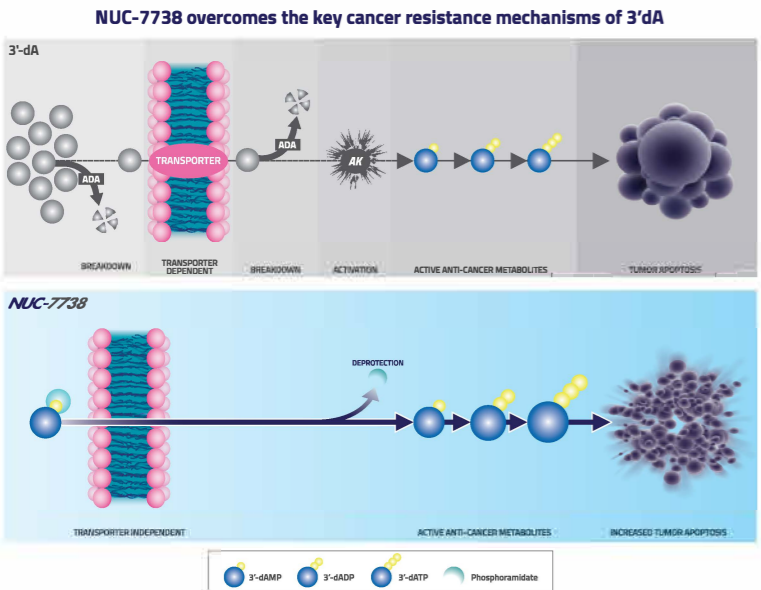 NUC-7738 overcomes the key cancer resistance mechanisms of 3’dA
3'-dA
ADA
TRANSPORTER
ADA
AK
BREAKDOWN
TRANSPORTER
DEPENDENT
BREAKDOWN
ACTIVATION
ACTIVE ANTI-CANCER METABOLITES
TUMOR APOPTOSIS
NUC-7738
DEPROTECTION
TRANSPORTER INDEPENDENT
ACTIVE ANTI-CANCER METABOLITES
INCREASED TUMOR APOPTOSIS
3'-dAMP
3'-dADP
3'-dATP
Phosphoramidate